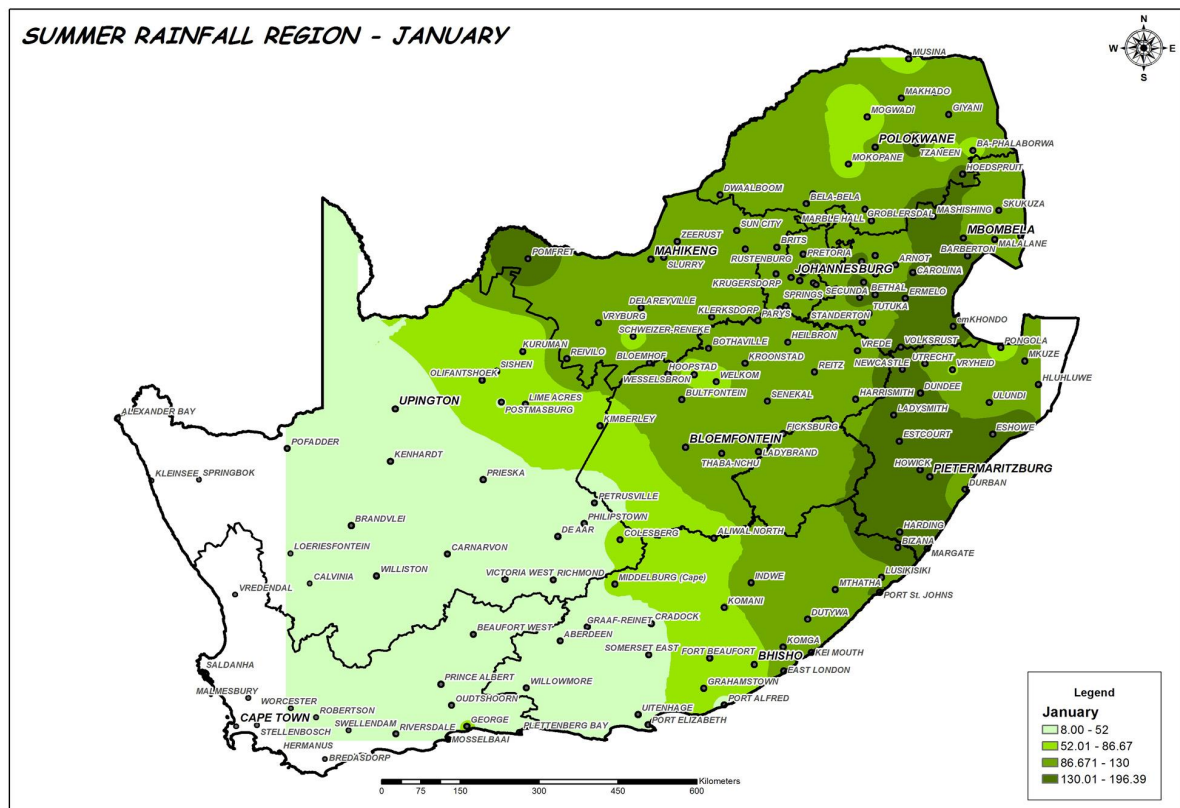 SUMMER RAINFALL REGION - JANUARY
N
W E
S
MUSINA
MAKHADO
MOGWADI
GIYANI
POLOKWANE
TZANEEN
BA-PHALABORWA
MOKOPANE
HOEDSPRUIT
DWAALBOOM
BELA-BELA
SKUKUZA
MARBLE HALL
GROBLERSDAL
MASHISHING
SUN CITY
MBOMBELA
ZEERUST
BRITS
MALALANE
MAHIKENG
RUSTENBURG
PRETORIA
BARBERTON
POMFRET
SLURRY
JOHANNESBURG
ARNOT
CAROLINA
KRUGERSDORP
SPRINGS
SECUNDA
BETHAL
ERMELO
DELAREYVILLE
TUTUKA
VRYBURG
KLERKSDORP
PARYS
STANDERTON
emKHONDO
SCHWEIZER-RENEKE
BOTHAVILLE
HEILBRON
VREDE
VOLKSRUST
PONGOLA
KURUMAN
REIVILO
BLOEMHOF
HOOPSTAD
KROONSTAD
NEWCASTLE
UTRECHT
VRYHEID
MKUZE
SISHEN
OLIFANTSHOEK
WESSELSBRON
WELKOM
REITZ
DUNDEE
HLUHLUWE
LIME ACRES
BULTFONTEIN
SENEKAL
HARRISMITH
ULUNDI
UPINGTON
POSTMASBURG
LADYSMITH
ALEXANDER BAY
KIMBERLEY
FICKSBURG
ESHOWE
POFADDER
BLOEMFONTEIN
ESTCOURT
KENHARDT
LADYBRAND
THABA-NCHU
HOWICK
PIETERMARITZBURG
KLEINSEE
SPRINGBOK
PRIESKA
DURBAN
PETRUSVILLE
BRANDVLEI
PHILIPSTOWN
DE AAR
COLESBERG
ALIWAL NORTH
HARDING
BIZANA
LOERIESFONTEIN
CARNARVON
MARGATE
CALVINIA
WILLISTON
VICTORIA WEST
RICHMOND
MIDDELBURG (Cape)
INDWE
LUSIKISIKI
MTHATHA
VREDENDAL
PORT St. JOHNS
KOMANI
DUTYWA
BEAUFORT WEST
GRAAF-REINET
CRADOCK
ABERDEEN
SOMERSET EAST
FORT BEAUFORT
KOMGA
BHISHO
KEI MOUTH
SALDANHA
EAST LONDON
PRINCE ALBERT
WILLOWMORE
GRAHAMSTOWN
MALMESBURY
WORCESTER
OUDTSHOORN
PORT ALFRED
ROBERTSON
UITENHAGE
CAPE TOWN
SWELLENDAM
RIVERSDALE
GEORGE
PLETTENBERG BAY
PORT ELIZABETH
STELLENBOSCH
MOSSELBAAI
HERMANUS
BREDASDORP
Kilometers
0 75 150 300 450 600
Legend
January
8.00 - 52
52.01 - 86.67
86.671 - 130
130.01 - 196.39